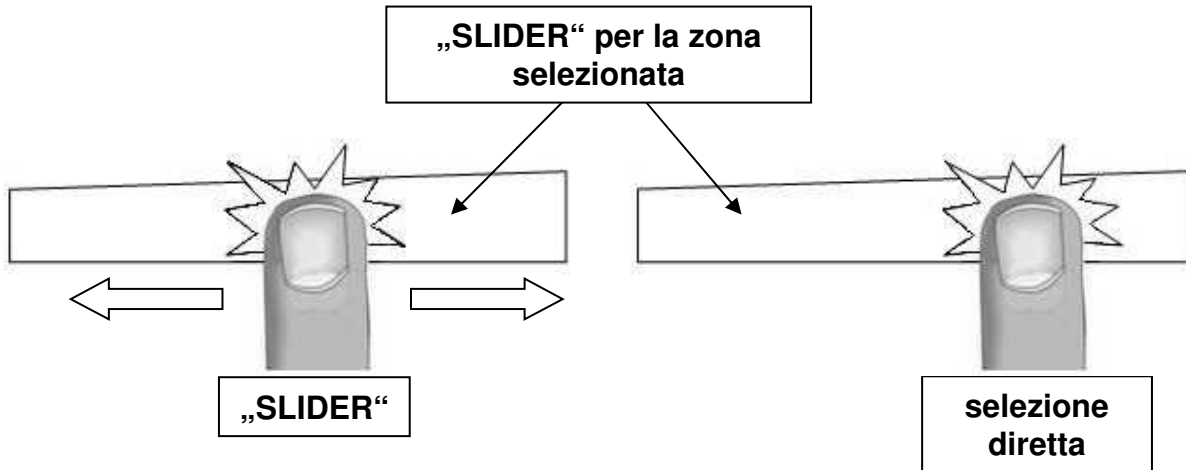 „SLIDER“ per la zona
selezionata
„SLIDER“
selezione
diretta